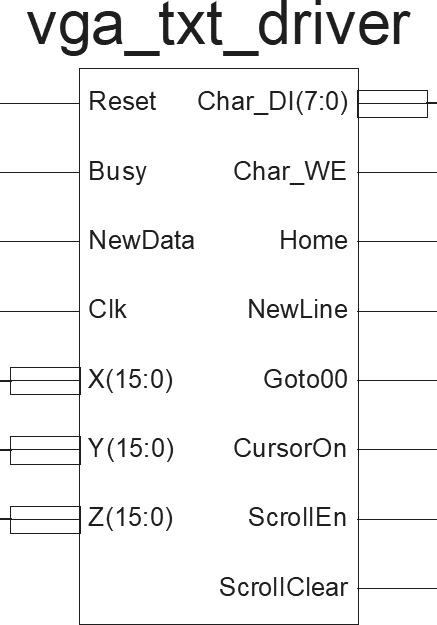 vga_txt_driver
Reset Char_DI(7:0)
Busy Char_WE
NewData Home
Clk NewLine
X(15:0) Goto00
Y(15:0) CursorOn
Z(15:0) ScrollEn
ScrollClear